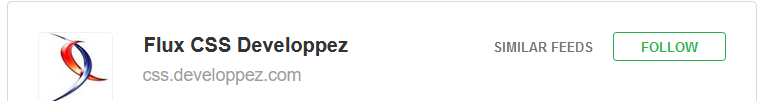 Flux CSS Developpez
SIMILAR FEEDS
FOLLOW
css.developpez.com